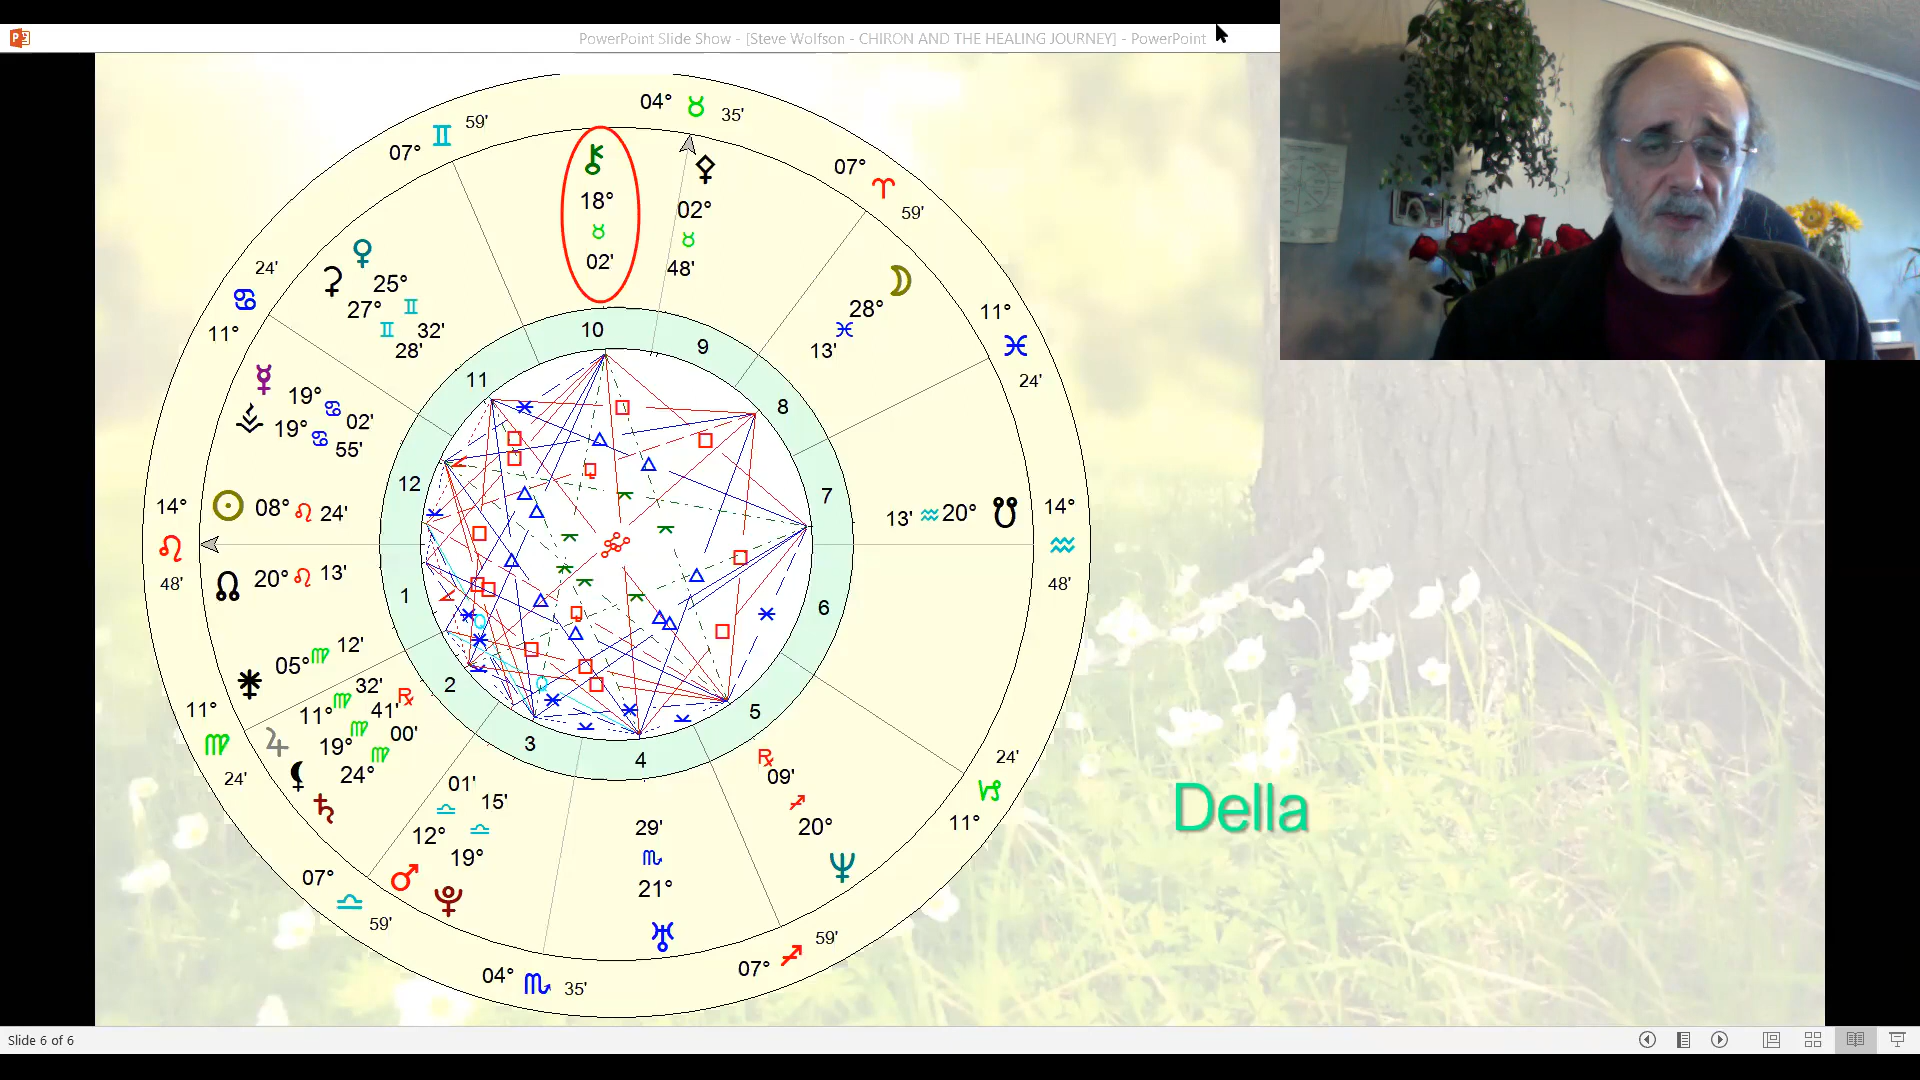 PowerPoint Slide Show - [Steve Wolfson - CHIRON AND THE HEALING JOURNEY] - PowerPoint
04° ♉ 35'
07° ♊ 59'
⚷
18°
♉
02'
⚴
02°
♉
48'
07° ♈ 59'
24' ♋ 11°
♀ 25° ♊ 32'
⚳ 27° ♊ 28'
☽ 28° ♓ 13'
11° ♓ 24'
☿ 19° ♋ 02'
⚶ 19° ♋ 55'
10
9
11
8
12
7
1
6
2
5
3
4
14° ♌ 48'
☉ 08° ♌ 24'
☊ 20° ♌ 13'
13' ♒ 20° ☋
14° ♒ 48'
⚵ 05° ♍ 12'
11° ♍ 24'
♃ 11° ♍ 32'
⚸ 19° ♍ 41' ℞
♄ 24° ♍ 00'
01' ♎ 12° ♂
15' ♎ 19° ♇
29'
♏
21°
♅
℞
09'
♐
20°
♆
24' ♑ 11°
07° ♎ 59'
04° ♏ 35'
07° ♐ 59'
Della
Slide 6 of 6